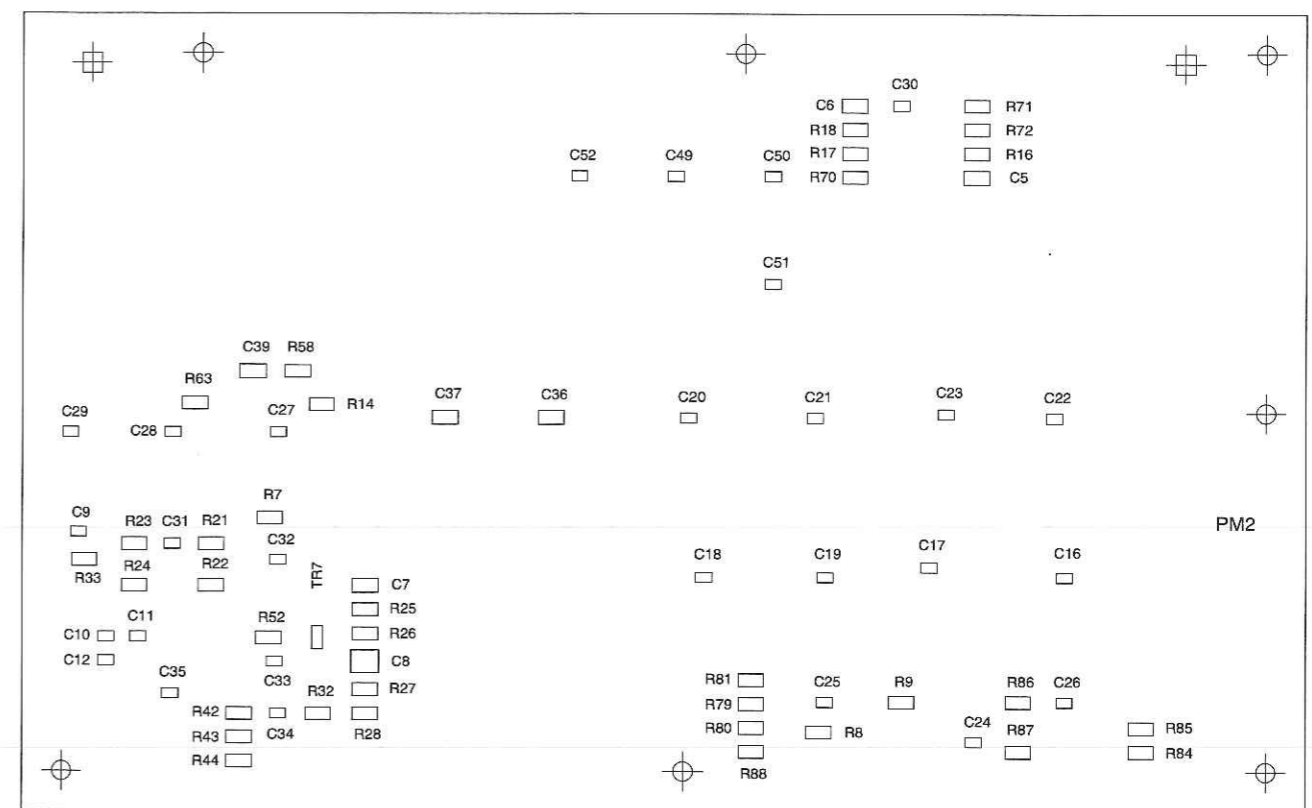 C30
C6 R71
R18 R72
C52 C49 C50 R17 R16
R70 C5
C51
C39 R58
R63
C37 C36 C20 C21 C23 C22
C29 C28 C27 R14
R7
C9 R23 C31 R21
PM2
C32
R33 R24 R22 TR7 C18 C19 C17 C16
C7
R25
C10 C11 R52 R26
C12 C8
C35 C33 R32 R27 R81 C25 R9 R86 C26
R42 R79
R43 C34 R28 R80 R8 C24 R87 R85
R44 R88 R84